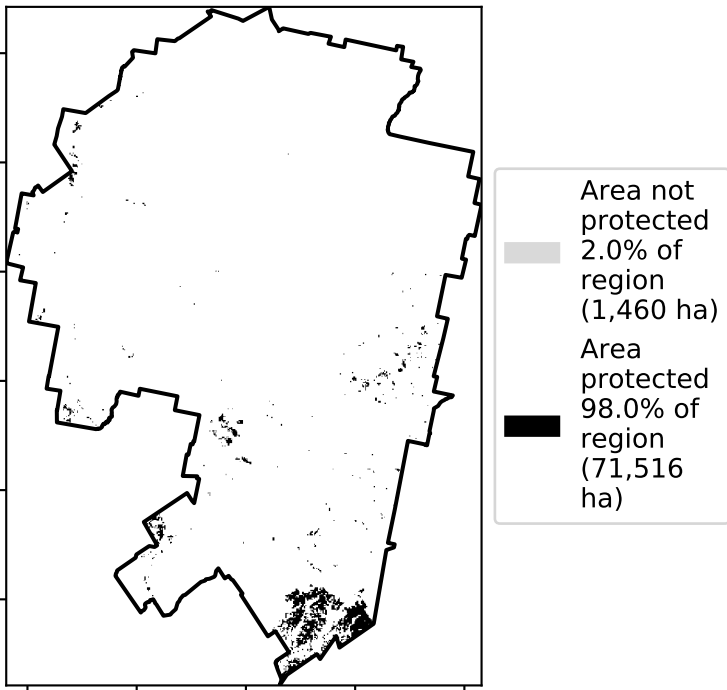 Area not
protected
2.0% of
region
(1,460 ha)
Area
protected
98.0% of
region
(71,516
ha)